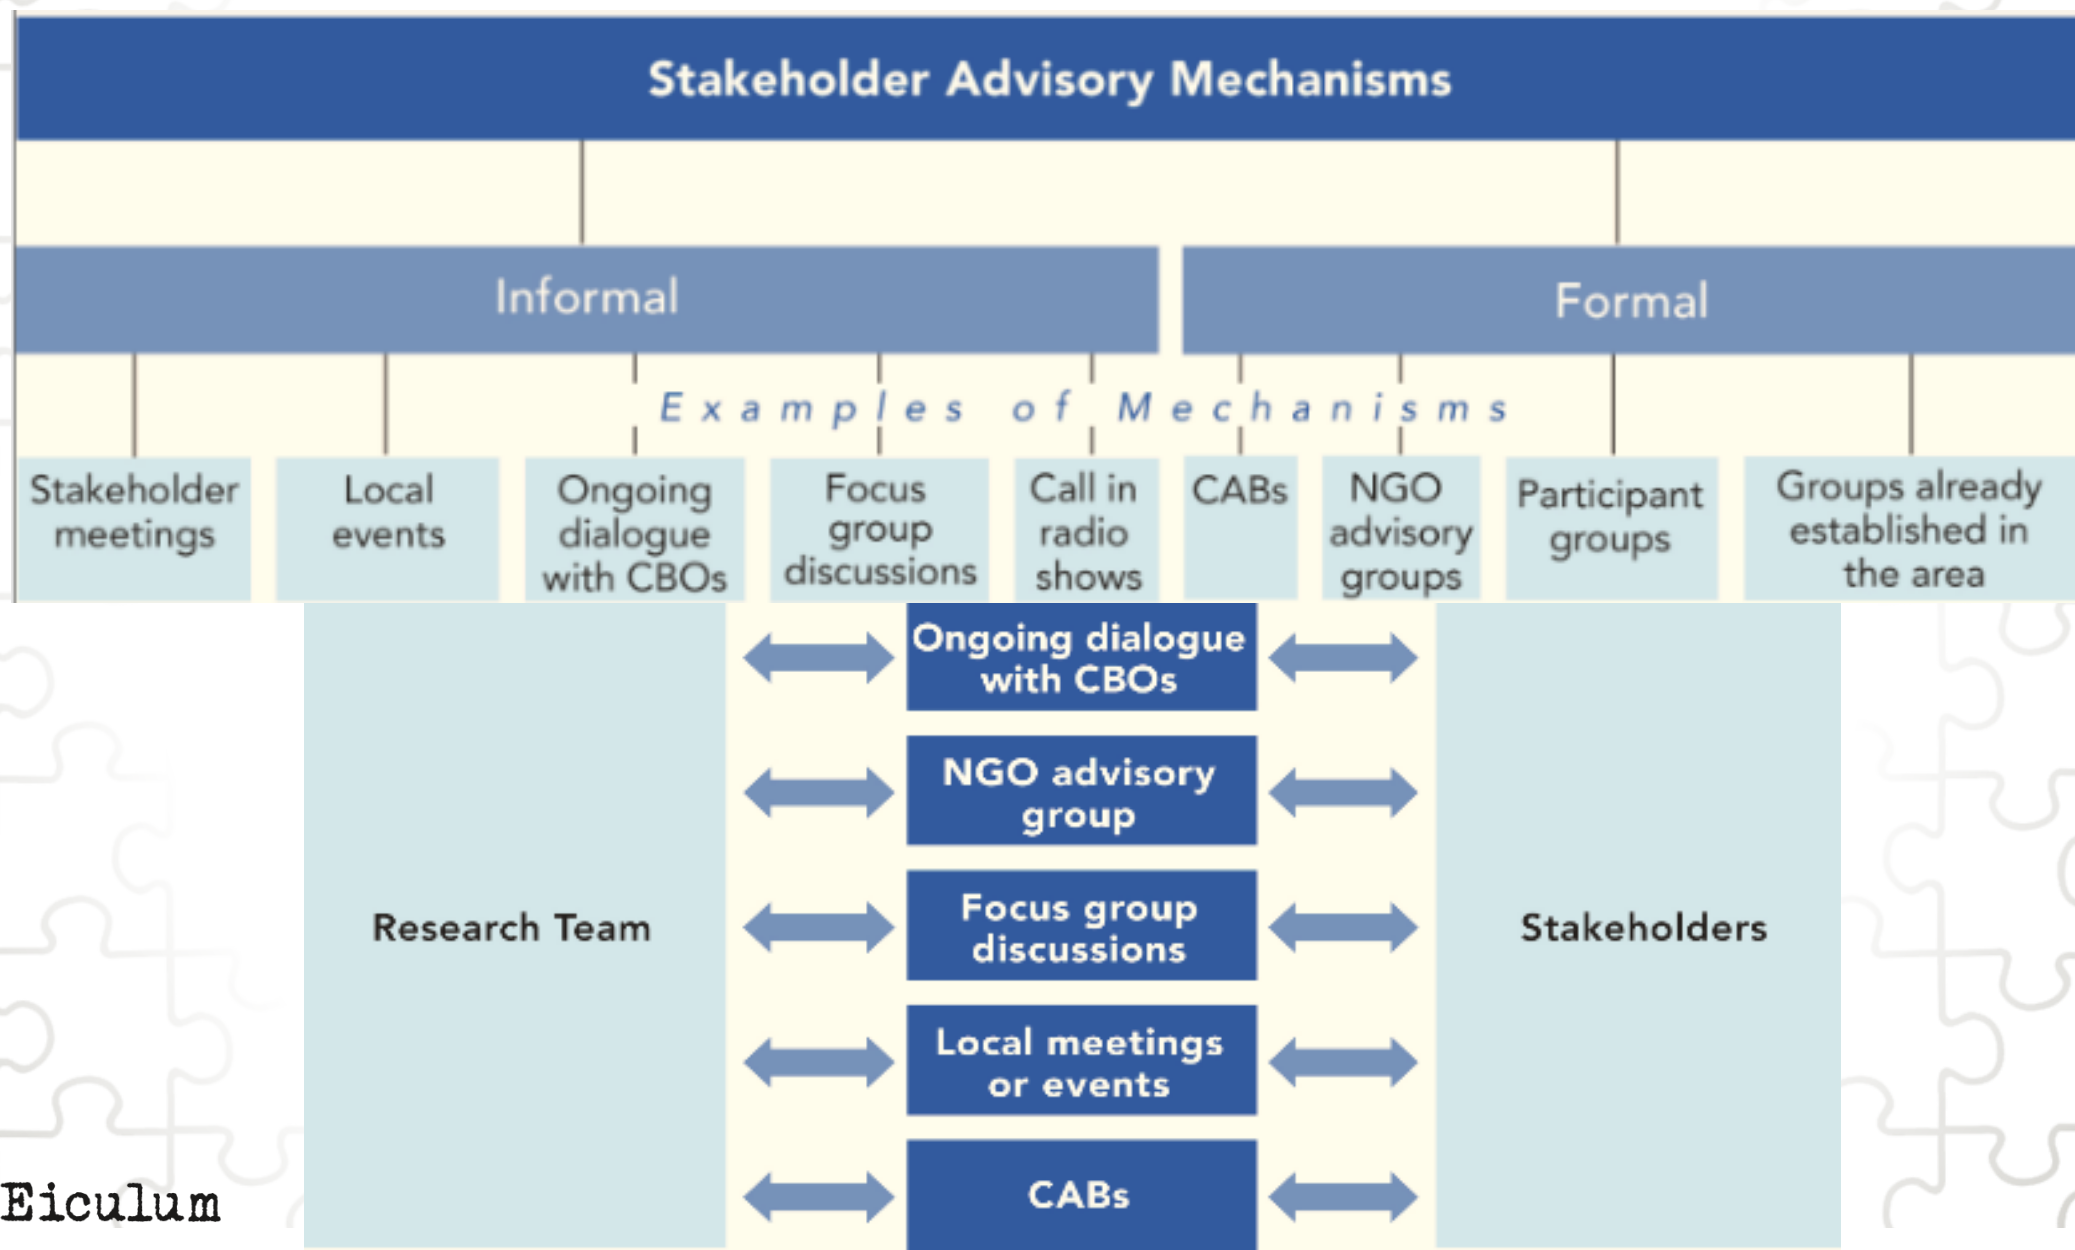 Stakeholder Advisory Mechanisms
Informal
Formal
Examples of Mechanisms
Stakeholder
meetings
Local
events
Ongoing
dialogue
with CBOs
Focus
group
discussions
Call in
radio
shows
CABs
NGO
advisory
groups
Participant
groups
Groups already
established in
the area
Research Team
Ongoing dialogue
with CBOs
NGO advisory
group
Focus group
discussions
Local meetings
or events
CABs
Stakeholders
Eiculum